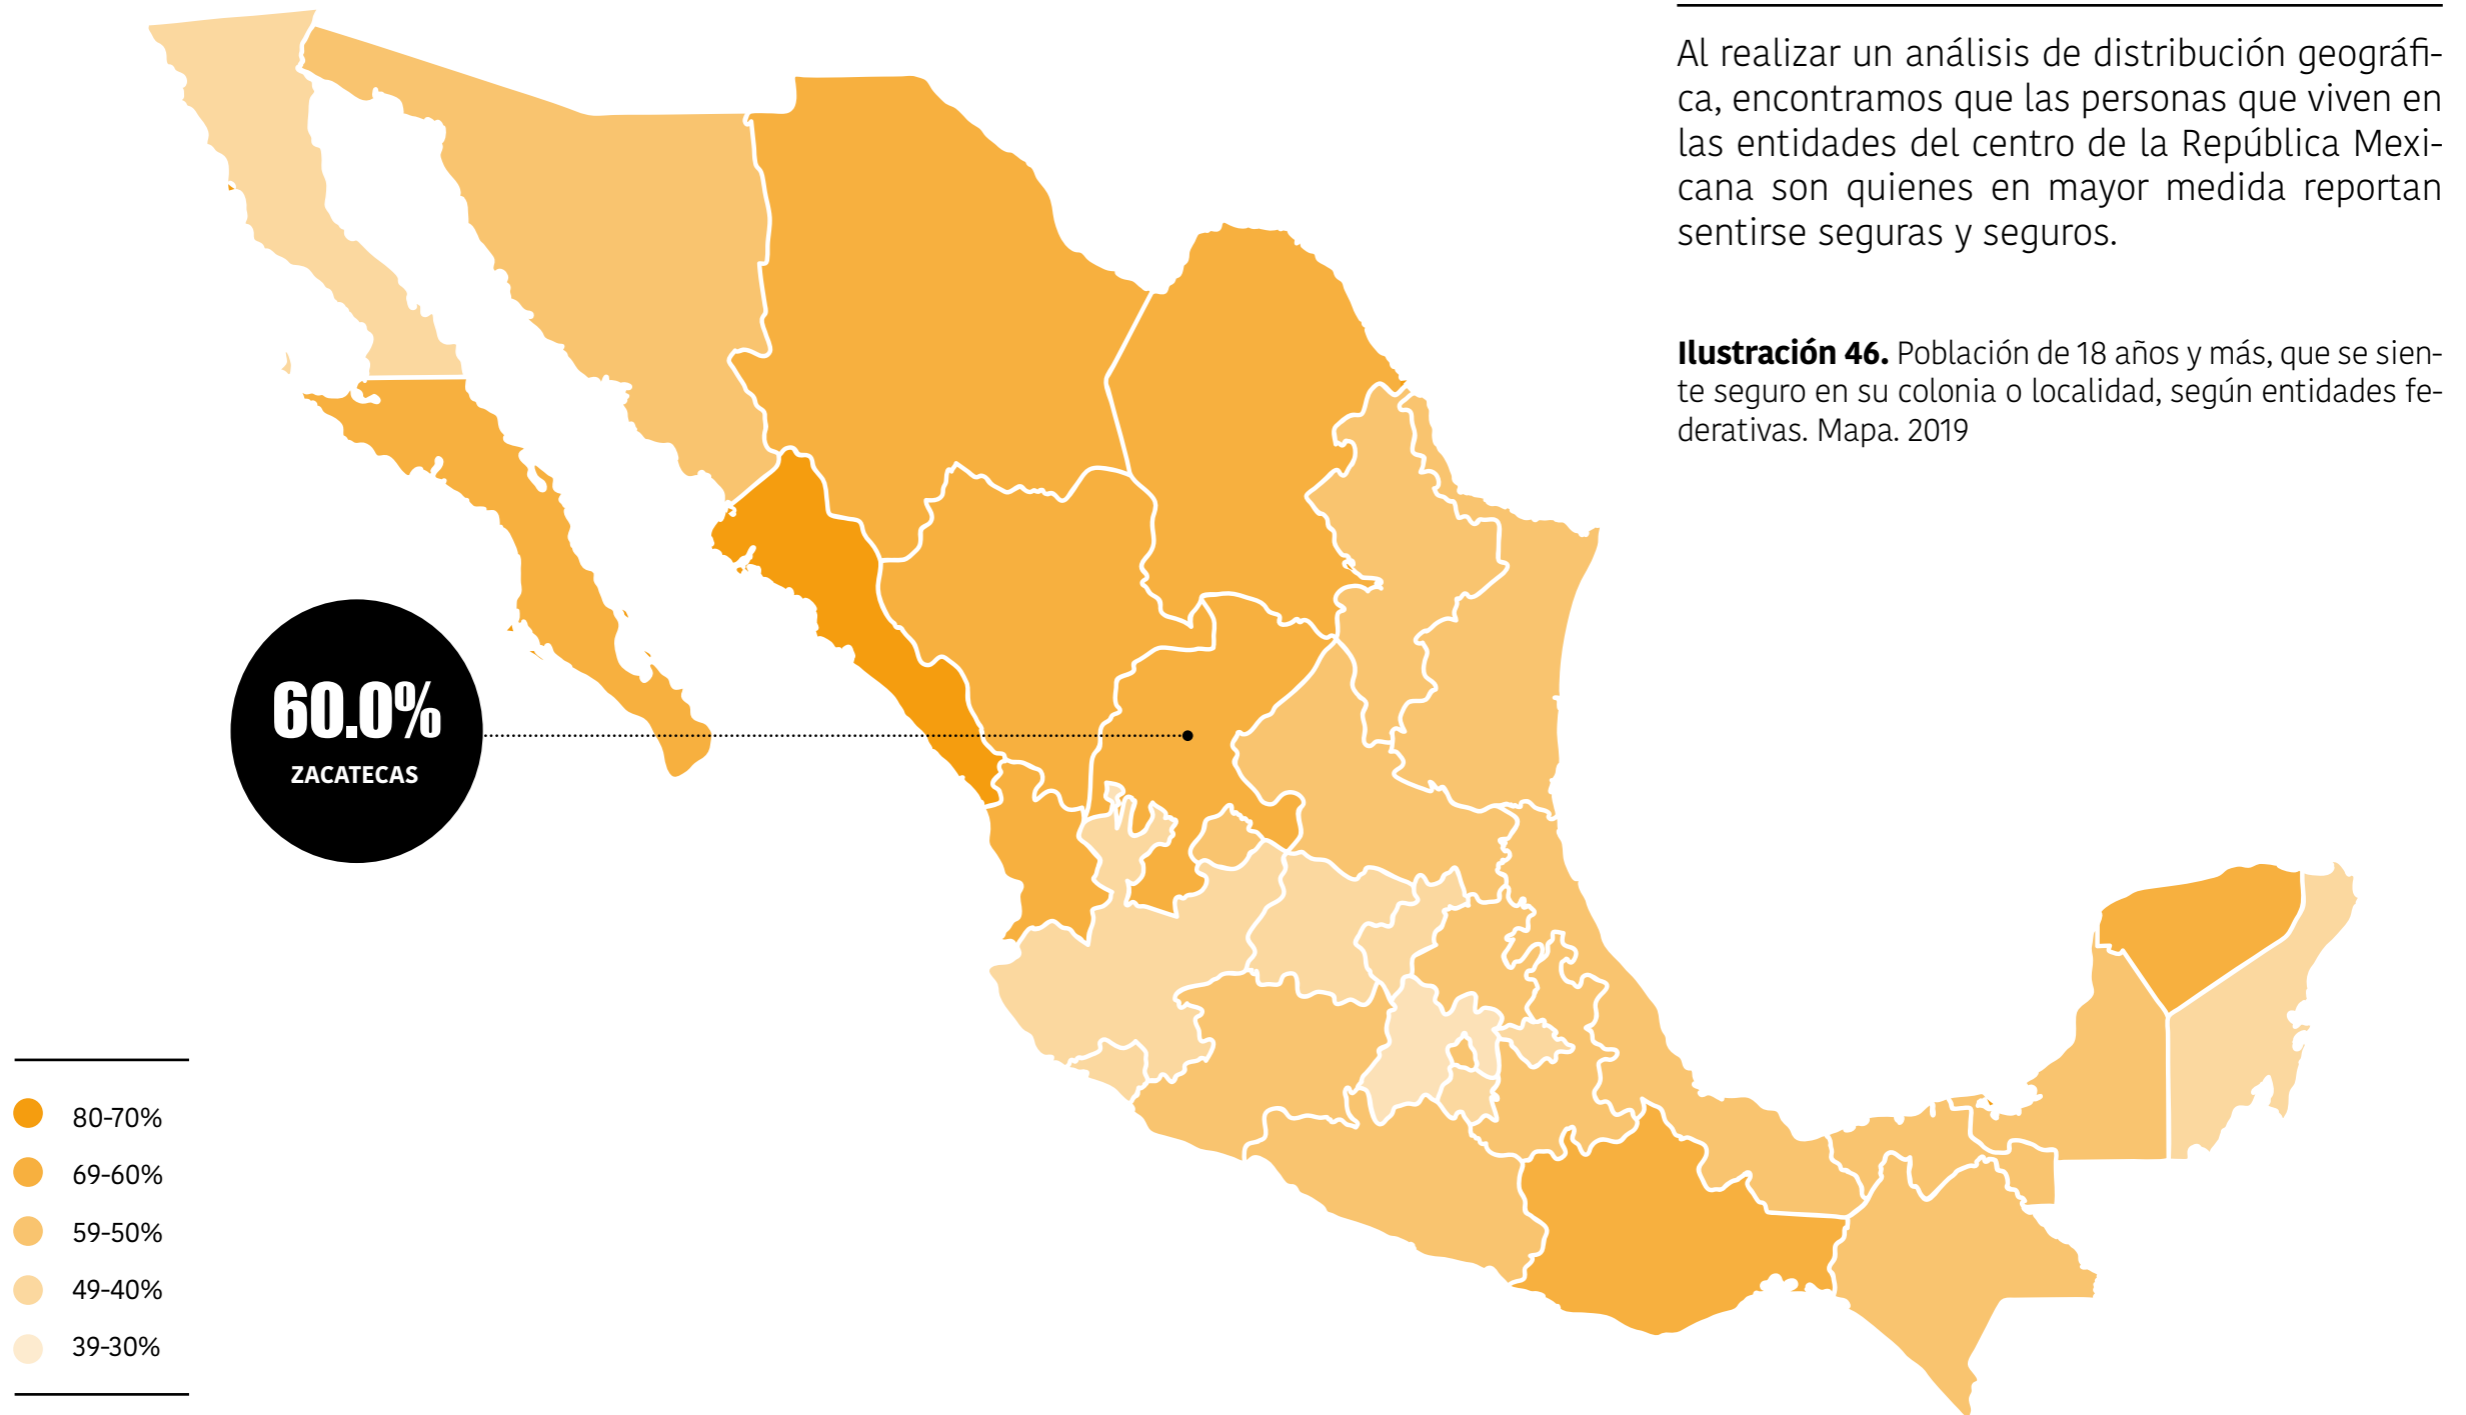 Al realizar un análisis de distribución geográfi-
ca, encontramos que las personas que viven en
las entidades del centro de la República Mexi-
cana son quienes en mayor medida reportan
sentirse seguras y seguros.
Ilustración 46. Población de 18 años y más, que se sien-
te seguro en su colonia o localidad, según entidades fe-
derativas. Mapa. 2019
60.0%
ZACATECAS
80-70%
69-60%
59-50%
49-40%
39-30%